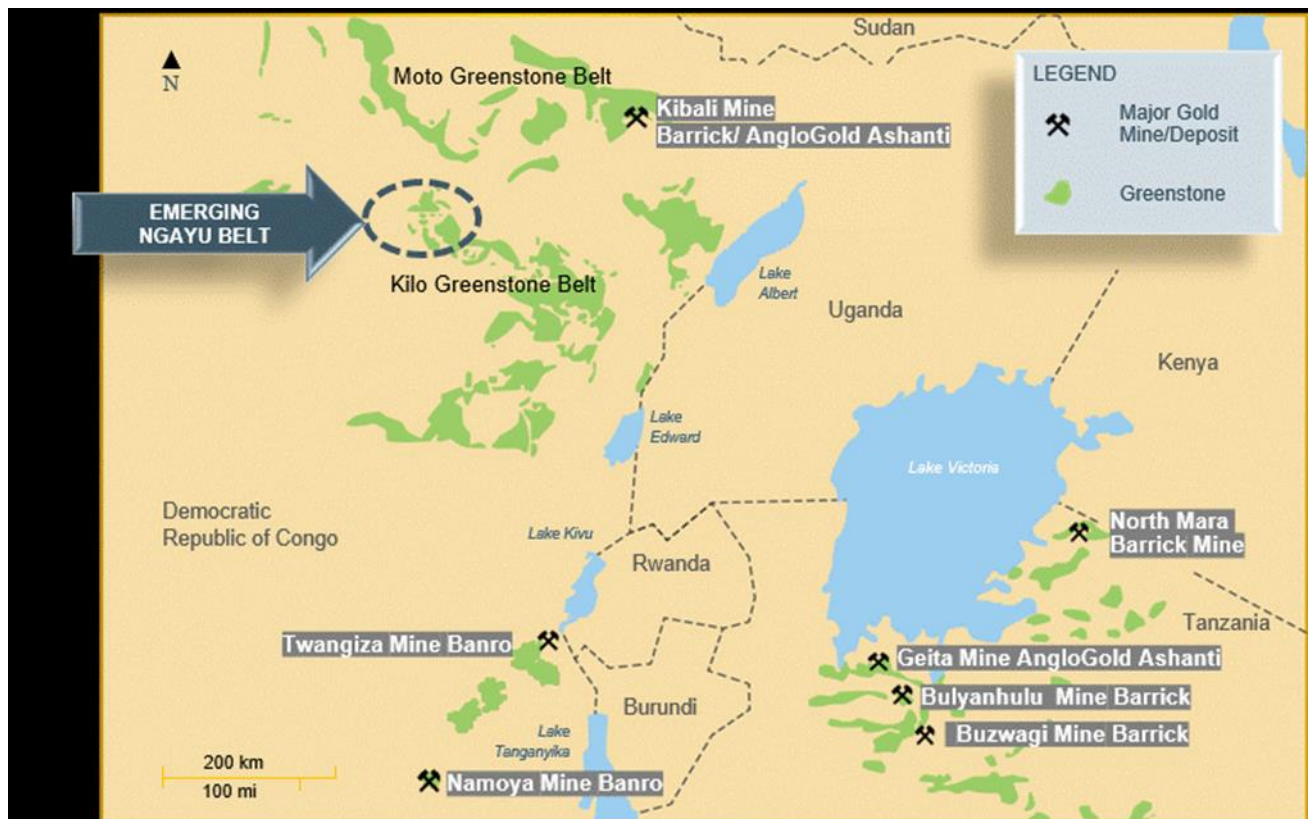 Sudan
N
Moto Greenstone Belt
Kibali Mine
Barrick/ AngloGold Ashanti
LEGEND
Major Gold
Mine/Deposit
Greenstone
EMERGING
NGAYU BELT
Kilo Greenstone Belt
Lake
Albert
Uganda
Kenya
Lake
Edward
Lake Victoria
Democratic
Republic of Congo
Lake Kivu
Rwanda
North Mara
Barrick Mine
Tanzania
Twangiza Mine Banro
Geita Mine AngloGold Ashanti
Bulyanhulu Mine Barrick
Burundi
Buzwagi Mine Barrick
Lake
Tanganyika
200 km
100 mi
Namoya Mine Banro